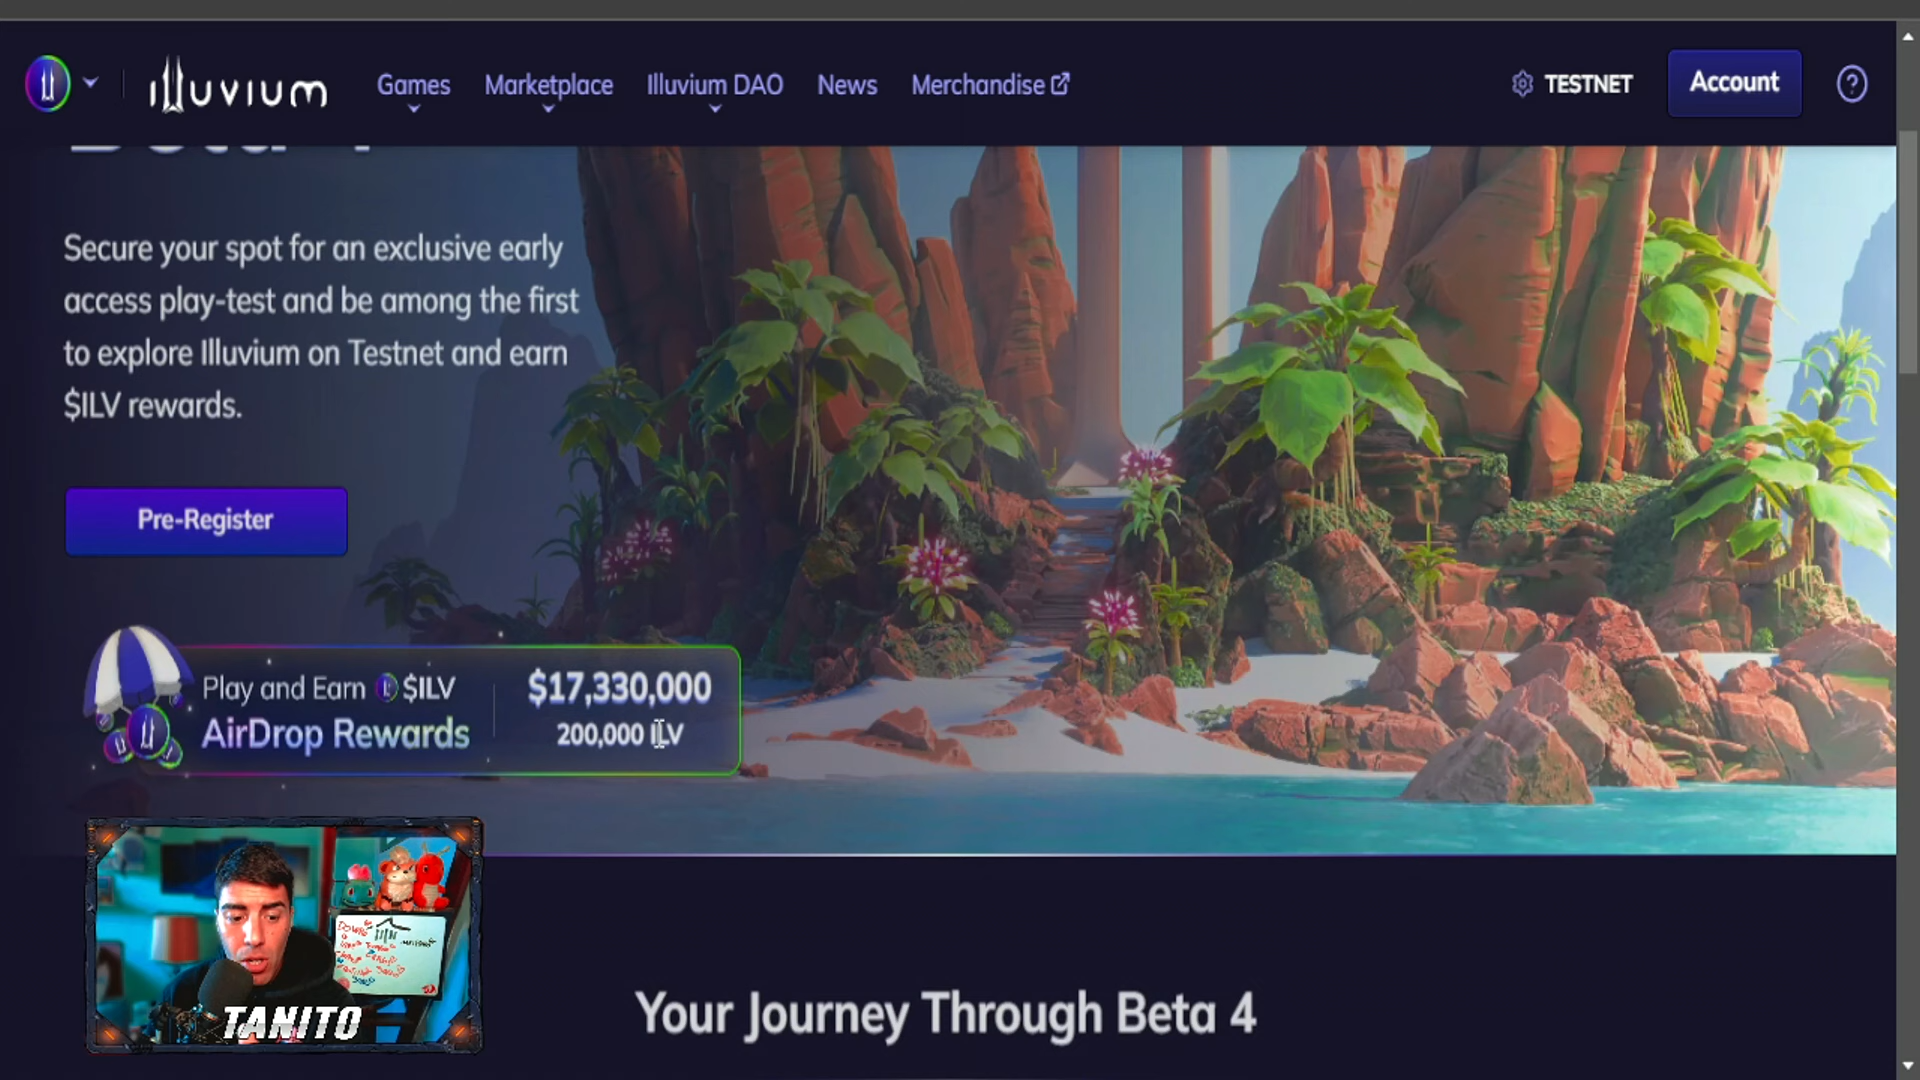 illuvium
Games
Marketplace
Illuvium DAO
News
Merchandise
TESTNET
Account
?
Beta 4
Secure your spot for an exclusive early
access play-test and be among the first
to explore Illuvium on Testnet and earn
$ILV rewards.
Pre-Register
Play and Earn $ILV
AirDrop Rewards
$17,330,000
200,000 ILV
TANITO
Your Journey Through Beta 4